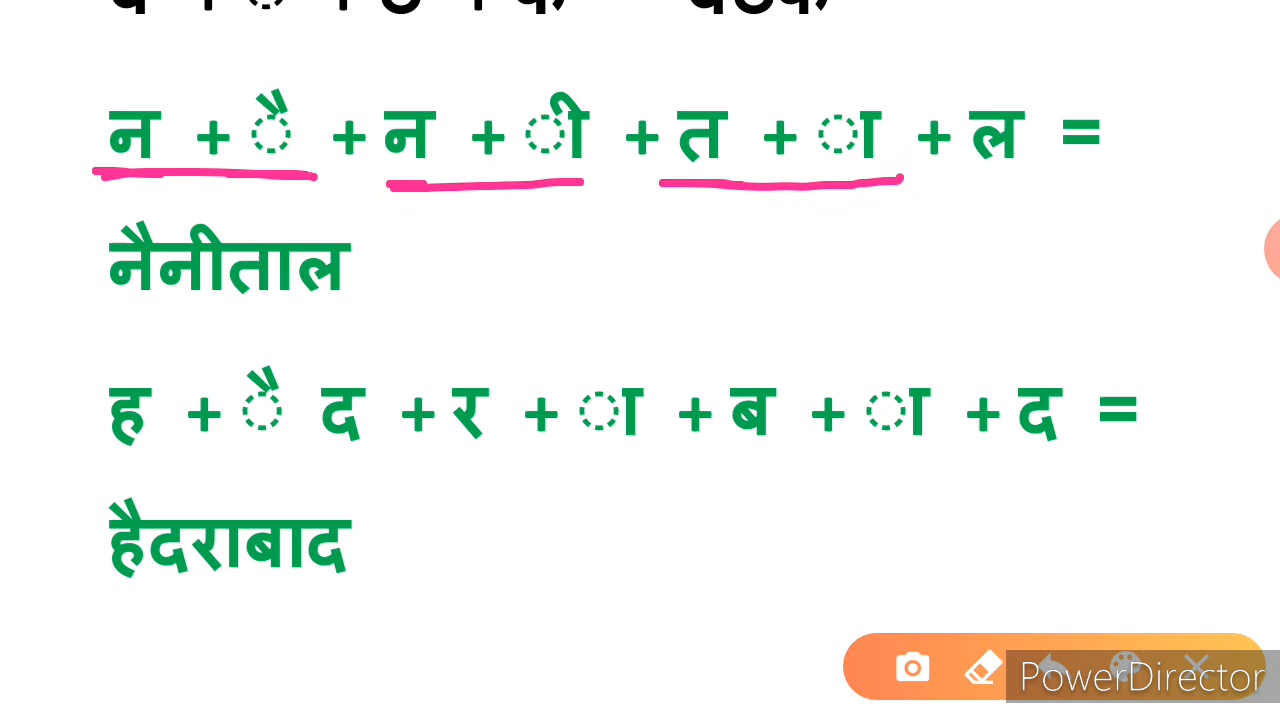 न + ै + न + ी + त + ा + ल =
नैनीताल
ह + ै द + र + ा + ब + ा + द =
हैदराबाद
PowerDirector